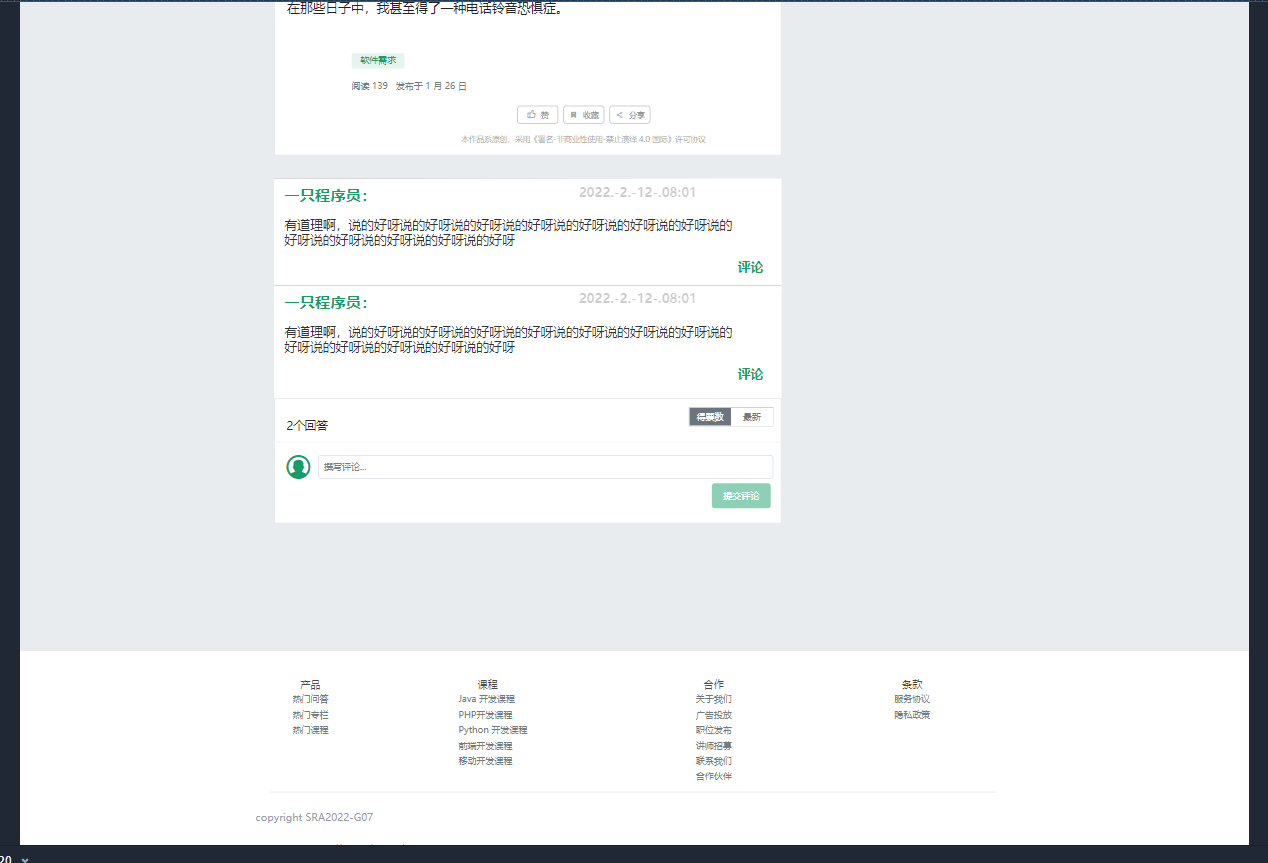 在那些日子中，我甚至得了一种电话铃音恐惧症。
软件需求
阅读 139 发布于 1 月 26 日
赞 收藏 分享
本作品系原创，采用《署名-非商业性使用-禁止演绎 4.0 国际》许可协议
一只程序员： 2022.-2.-12-.08:01
有道理啊，说的好呀说的好呀说的好呀说的好呀说的好呀说的好呀说的好呀说的
好呀说的好呀说的好呀说的好呀说的好呀
评论
一只程序员： 2022.-2.-12-.08:01
有道理啊，说的好呀说的好呀说的好呀说的好呀说的好呀说的好呀说的好呀说的
好呀说的好呀说的好呀说的好呀说的好呀
评论
2个回答 得票数 最新
撰写评论...
提交评论
产品 课程 合作 条款
热门问答 Java 开发课程 关于我们 服务协议
热门专栏 PHP开发课程 广告投放 隐私政策
热门课程 Python 开发课程 职位发布
前端开发课程 讲师招募
移动开发课程 联系我们
合作伙伴
copyright SRA2022-G07
20